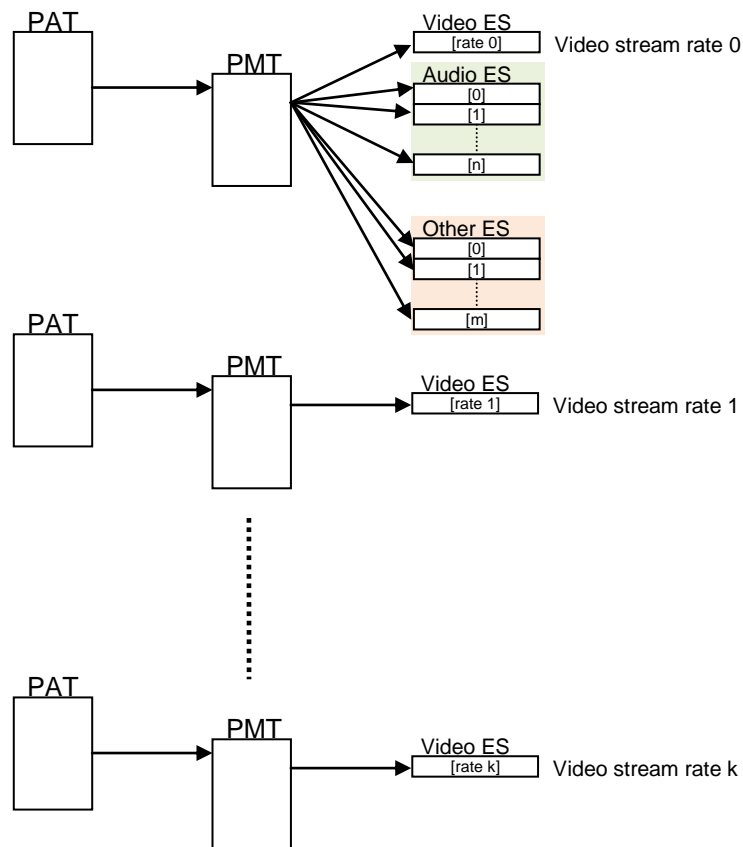 PAT
PMT
Video ES
[rate 0]
Video stream rate 0
Audio ES
[0]
[1]
[n]
Other ES
[0]
[1]
[m]
PAT
PMT
Video ES
[rate 1]
Video stream rate 1
PAT
PMT
Video ES
[rate k]
Video stream rate k